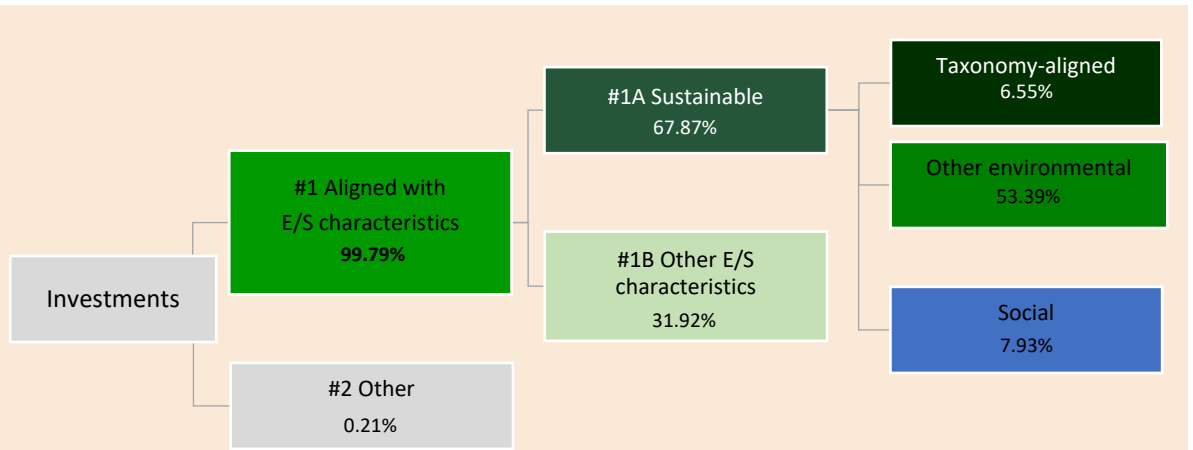 Investments
#1 Aligned with
E/S characteristics
99.79%
#2 Other
0.21%
#1A Sustainable
67.87%
#1B Other E/S
characteristics
31.92%
Taxonomy-aligned
6.55%
Other environmental
53.39%
Social
7.93%